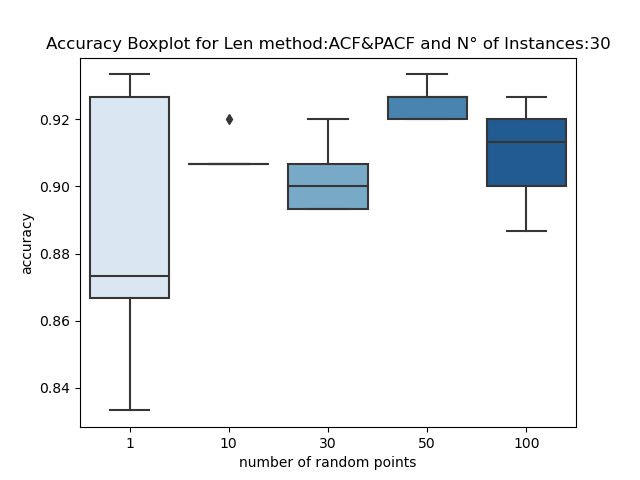 Accuracy Boxplot for Len method:ACF&PACF and N° of Instances:30
0.92
0.90
0.88
0.86
0.84
accuracy
1 10 30 50 100
number of random points